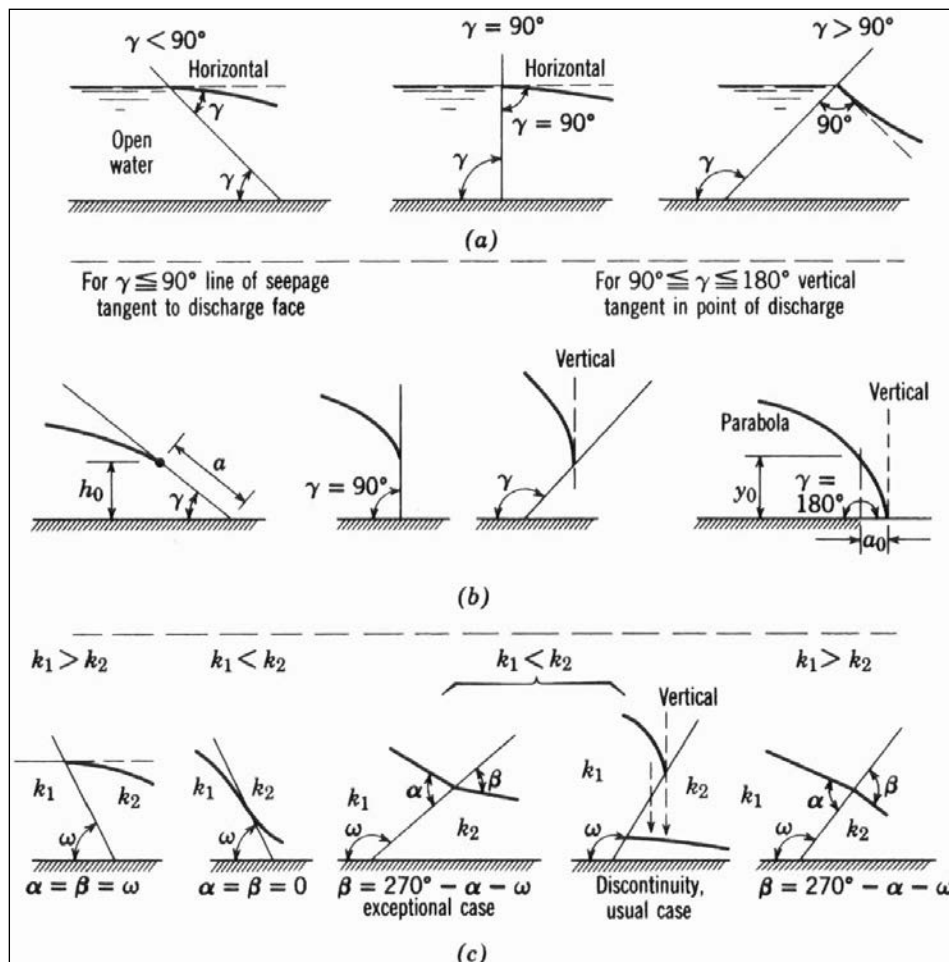 γ < 90°
Horizontal
γ
Open
water
γ
γ = 90°
Horizontal
γ = 90°
γ
γ > 90°
90°
γ
(a)
For γ ≦ 90° line of seepage
tangent to discharge face
For 90° ≦ γ ≦ 180° vertical
tangent in point of discharge
a
h₀
γ
γ = 90°
Vertical
γ
Vertical
Parabola
y₀
γ =
180°
a₀
(b)
k₁ > k₂
k₁ < k₂
k₁ < k₂
k₁ > k₂
k₁
k₂
ω
α = β = ω
k₁
k₂
ω
α = β = 0
k₁
α
β
ω
k₂
β = 270° − α − ω
exceptional case
Vertical
k₁
k₂
ω
Discontinuity,
usual case
k₁
α
β
ω
k₂
β = 270° − α − ω
(c)